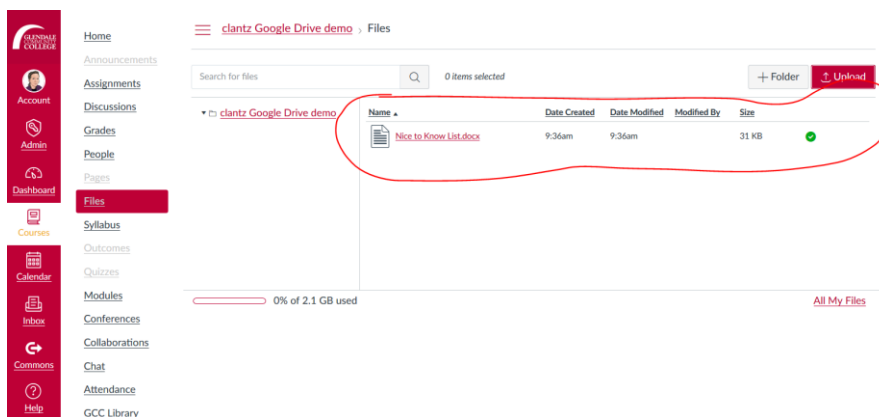 GLENDALE
COMMUNITY
COLLEGE
Account
Admin
Dashboard
Courses
Calendar
Inbox
Commons
Help
Home
Announcements
Assignments
Discussions
Grades
People
Pages
Files
Syllabus
Outcomes
Quizzes
Modules
Conferences
Collaborations
Chat
Attendance
GCC Library
clantz Google Drive demo › Files
Search for files
0 items selected
+ Folder
Upload
clantz Google Drive demo
Name Date Created Date Modified Modified By Size
Nice to Know List.docx 9:36am 9:36am 31 KB
0% of 2.1 GB used
All My Files